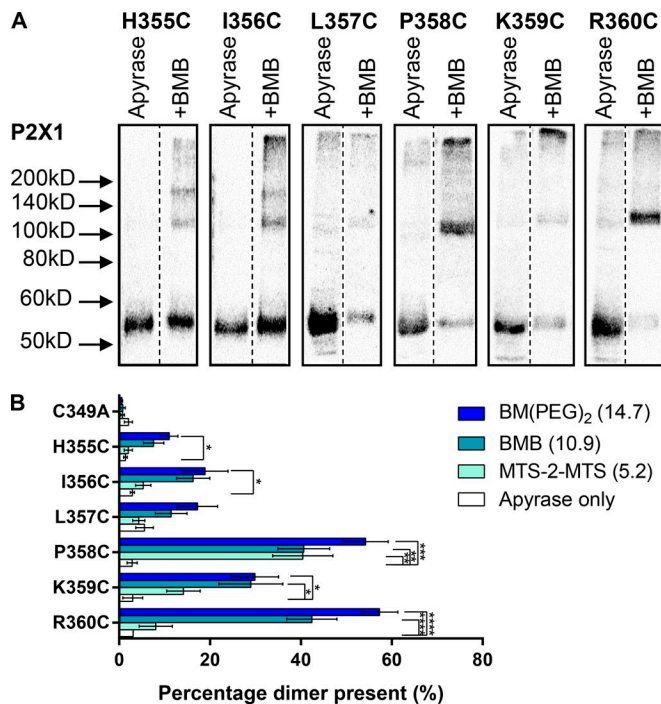 A
H355C I356C L357C P358C K359C R360C
Apyrase +BMB Apyrase +BMB Apyrase +BMB Apyrase +BMB Apyrase +BMB Apyrase +BMB
P2X1
200kD
140kD
100kD
80kD
60kD
50kD
B
C349A
H355C
*
I356C
*
L357C
P358C
K359C
*
*
R360C
BM(PEG)₂ (14.7)
BMB (10.9)
MTS-2-MTS (5.2)
Apyrase only
0 20 40 60 80
Percentage dimer present (%)